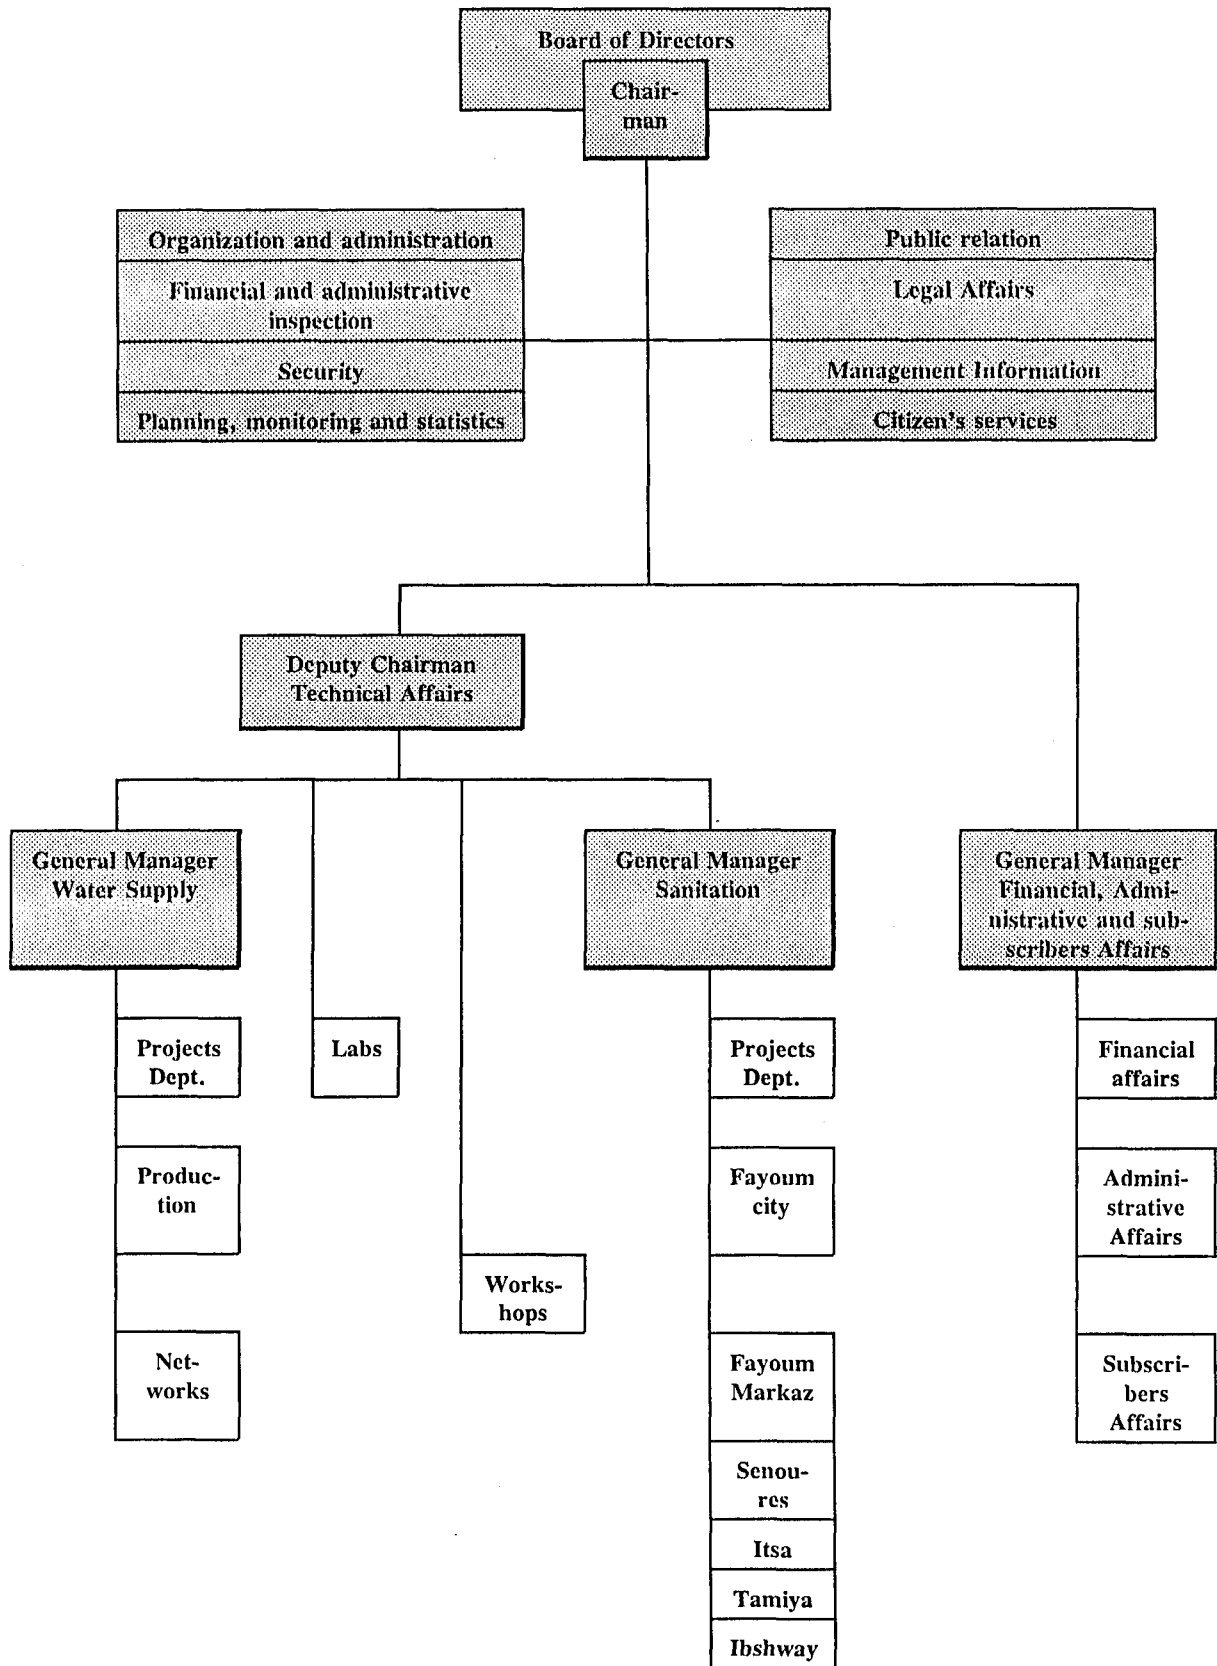 Board of Directors
Chair-
man
Organization and administration
Financial and administrative
inspection
Security
Planning, monitoring and statistics
Public relation
Legal Affairs
Management Information
Citizen's services
Deputy Chairman
Technical Affairs
General Manager
Water Supply
General Manager
Sanitation
General Manager
Financial, Admi-
nistrative and sub-
scribers Affairs
Projects
Dept.
Produc-
tion
Net-
works
Labs
Works-
hops
Projects
Dept.
Fayoum
city
Fayoum
Markaz
Senou-
res
Itsa
Tamiya
Ibshway
Financial
affairs
Admini-
strative
Affairs
Subscri-
bers
Affairs